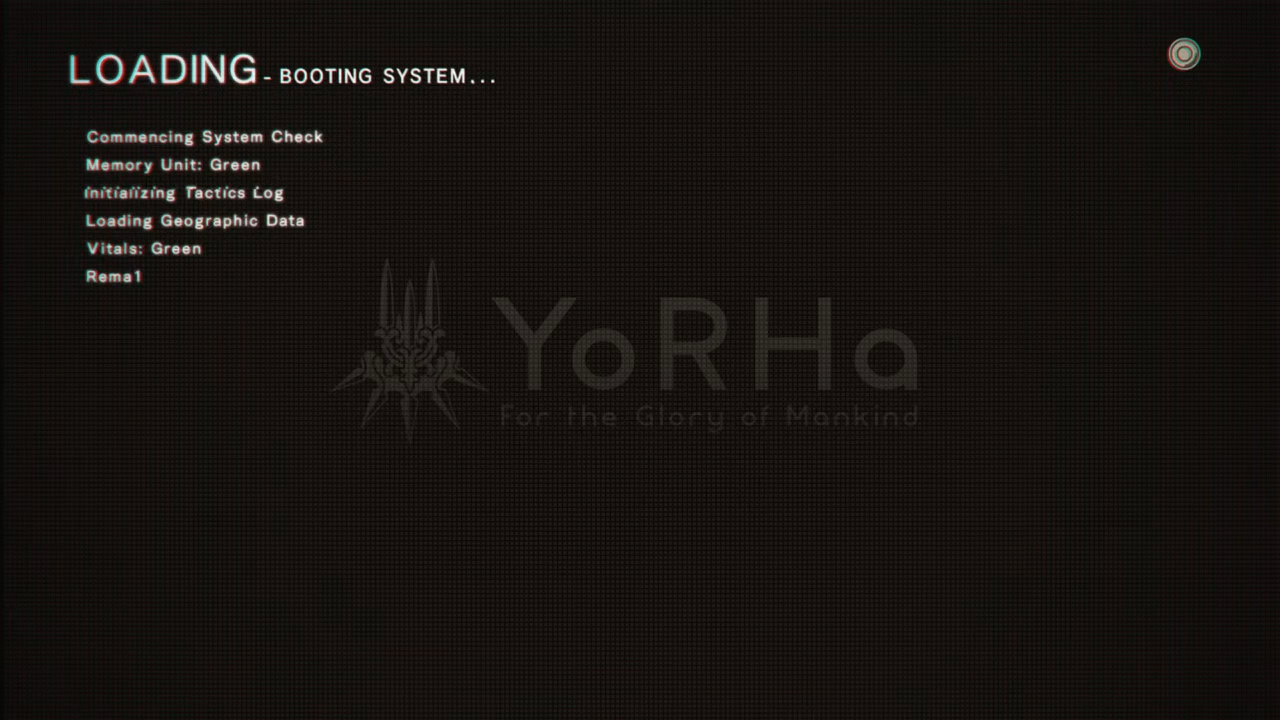 LOADING - BOOTING SYSTEM...
Commencing System Check
Memory Unit: Green
Initializing Tactics Log
Loading Geographic Data
Vitals: Green
Rema1
YoRHa
For the Glory of Mankind